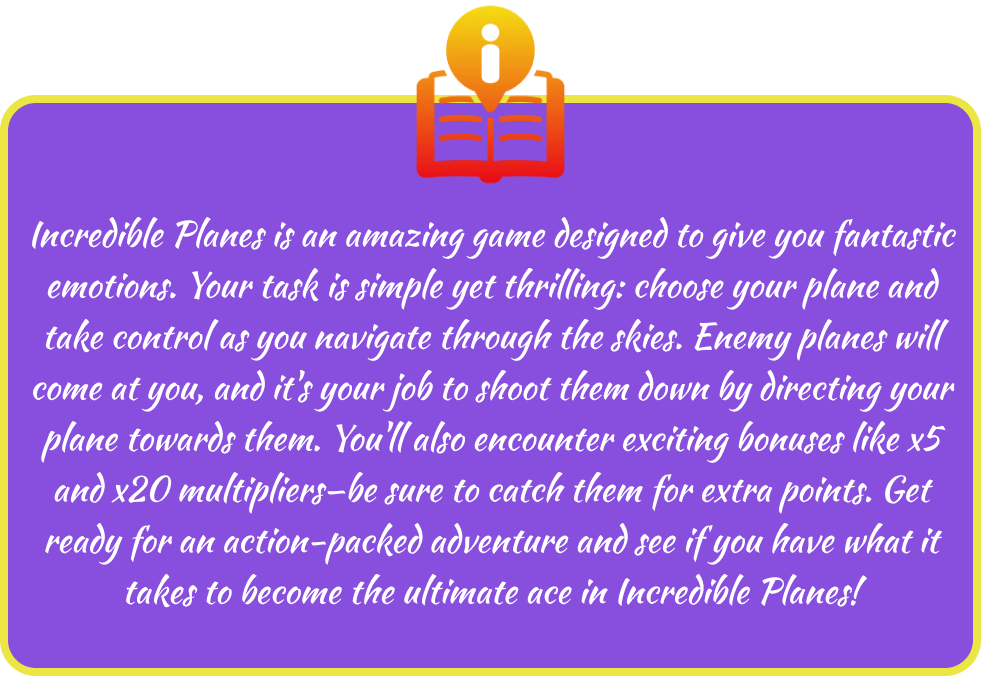 i
Incredible Planes is an amazing game designed to give you fantastic
emotions. Your task is simple yet thrilling: choose your plane and
take control as you navigate through the skies. Enemy planes will
come at you, and it's your job to shoot them down by directing your
plane towards them. You'll also encounter exciting bonuses like x5
and x20 multipliers–be sure to catch them for extra points. Get
ready for an action-packed adventure and see if you have what it
takes to become the ultimate ace in Incredible Planes!